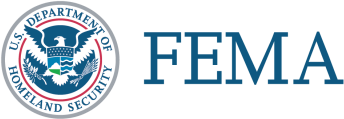 U.S. DEPARTMENT OF
HOMELAND SECURITY
FEMA